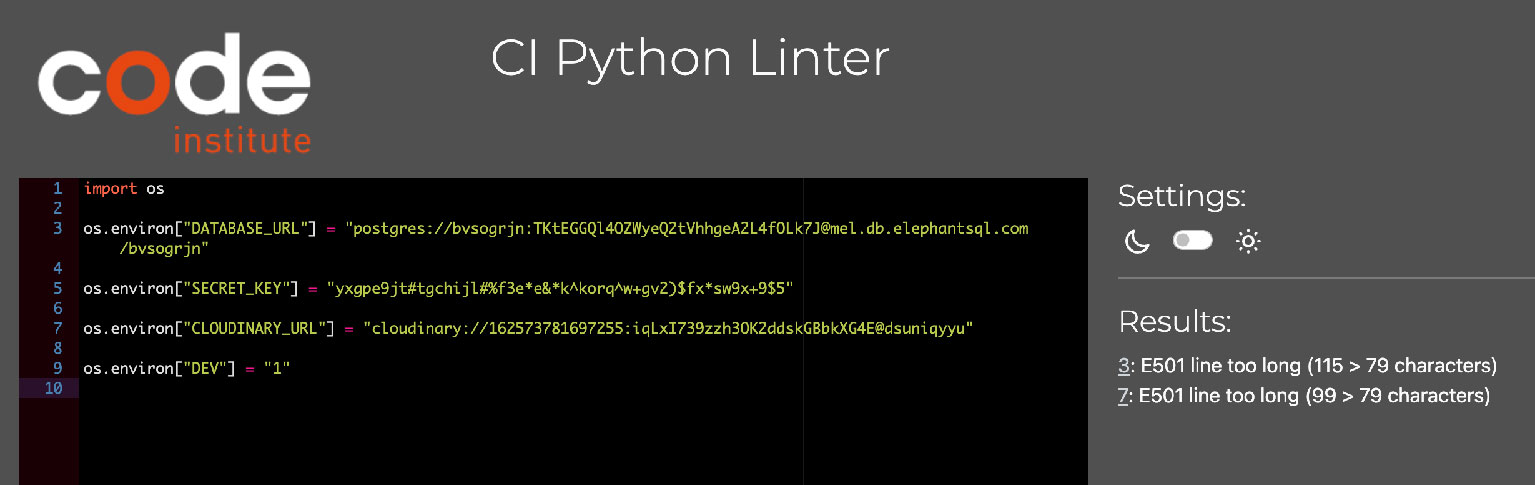 code
institute
CI Python Linter
1 import os
2
3 os.environ["DATABASE_URL"] = "postgres://bvsogrjn:TKtEGGQl4OZWyeQZtVhhgeA2L4fOLk7J@mel.db.elephantsql.com
/bvsogrjn"
4
5 os.environ["SECRET_KEY"] = "yxgpe9jt#tgchijl#%f3e*e&*k^korq^w+gv2)$fx*sw9x+9$5"
6
7 os.environ["CLOUDINARY_URL"] = "cloudinary://162573781697255:iqLxI739zzh3OK2ddskGBbkXG4E@dsuniqyyu"
8
9 os.environ["DEV"] = "1"
10
Settings:
Results:
3: E501 line too long (115 > 79 characters)
7: E501 line too long (99 > 79 characters)